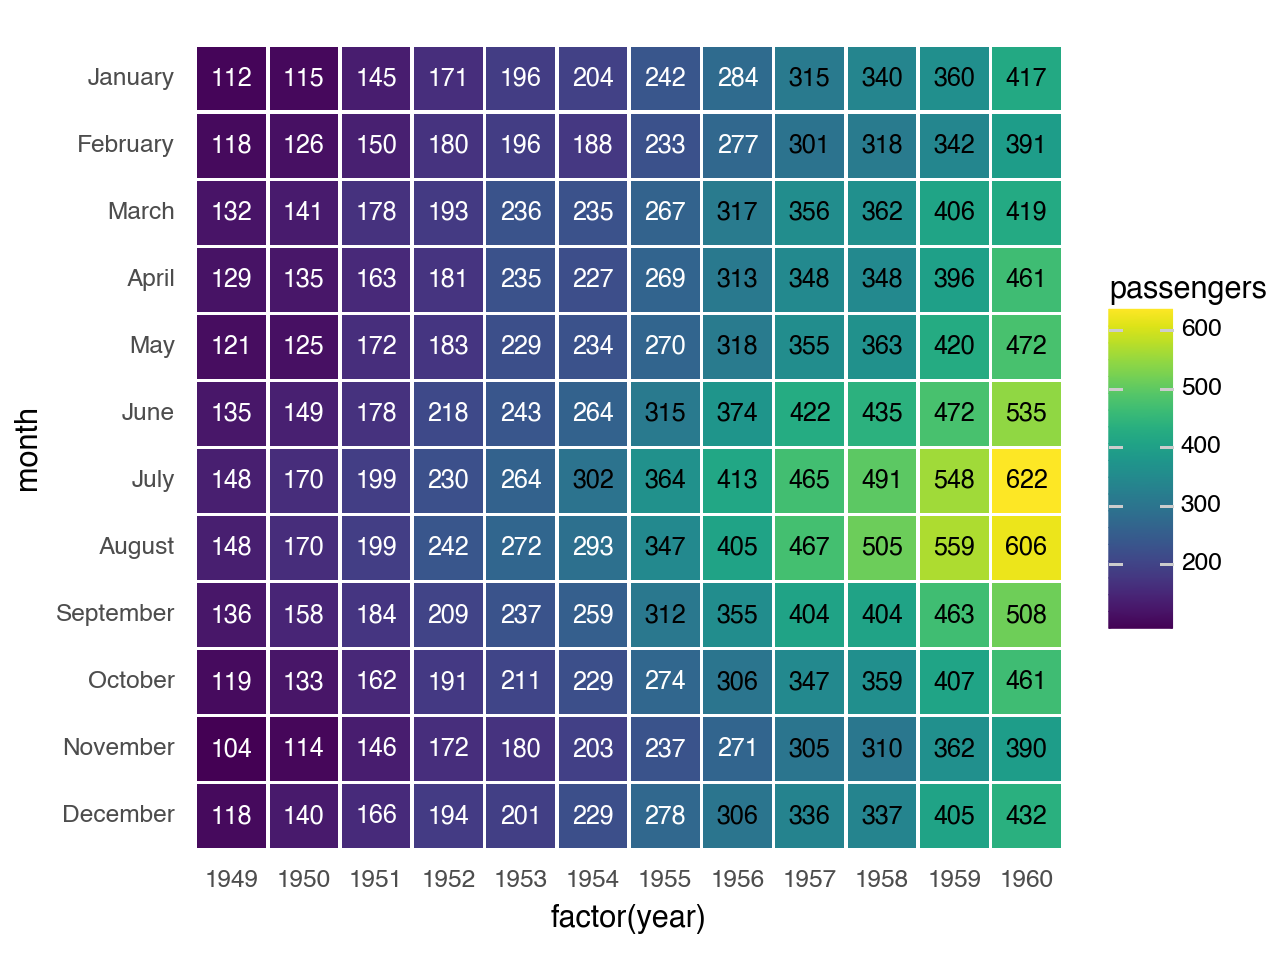 January 112 115 145 171 196 204 242 284 315 340 360 417
February 118 126 150 180 196 188 233 277 301 318 342 391
March 132 141 178 193 236 235 267 317 356 362 406 419
April 129 135 163 181 235 227 269 313 348 348 396 461
May 121 125 172 183 229 234 270 318 355 363 420 472
June 135 149 178 218 243 264 315 374 422 435 472 535
July 148 170 199 230 264 302 364 413 465 491 548 622
August 148 170 199 242 272 293 347 405 467 505 559 606
September 136 158 184 209 237 259 312 355 404 404 463 508
October 119 133 162 191 211 229 274 306 347 359 407 461
November 104 114 146 172 180 203 237 271 305 310 362 390
December 118 140 166 194 201 229 278 306 336 337 405 432
1949 1950 1951 1952 1953 1954 1955 1956 1957 1958 1959 1960
factor(year)
month
passengers
600
500
400
300
200